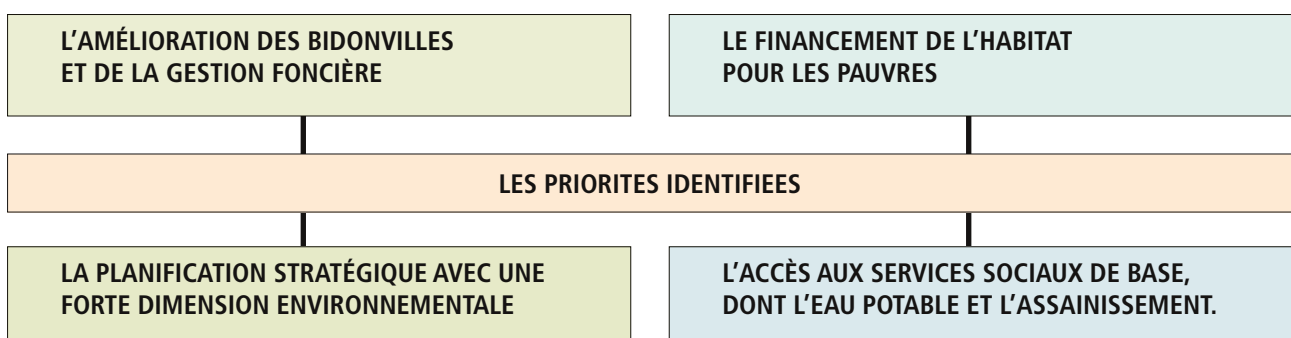 L’AMÉLIORATION DES BIDONVILLES
ET DE LA GESTION FONCIÈRE
LE FINANCEMENT DE L’HABITAT
POUR LES PAUVRES
LES PRIORITES IDENTIFIEES
LA PLANIFICATION STRATÉGIQUE AVEC UNE
FORTE DIMENSION ENVIRONNEMENTALE
L’ACCÈS AUX SERVICES SOCIAUX DE BASE,
DONT L’EAU POTABLE ET L’ASSAINISSEMENT.